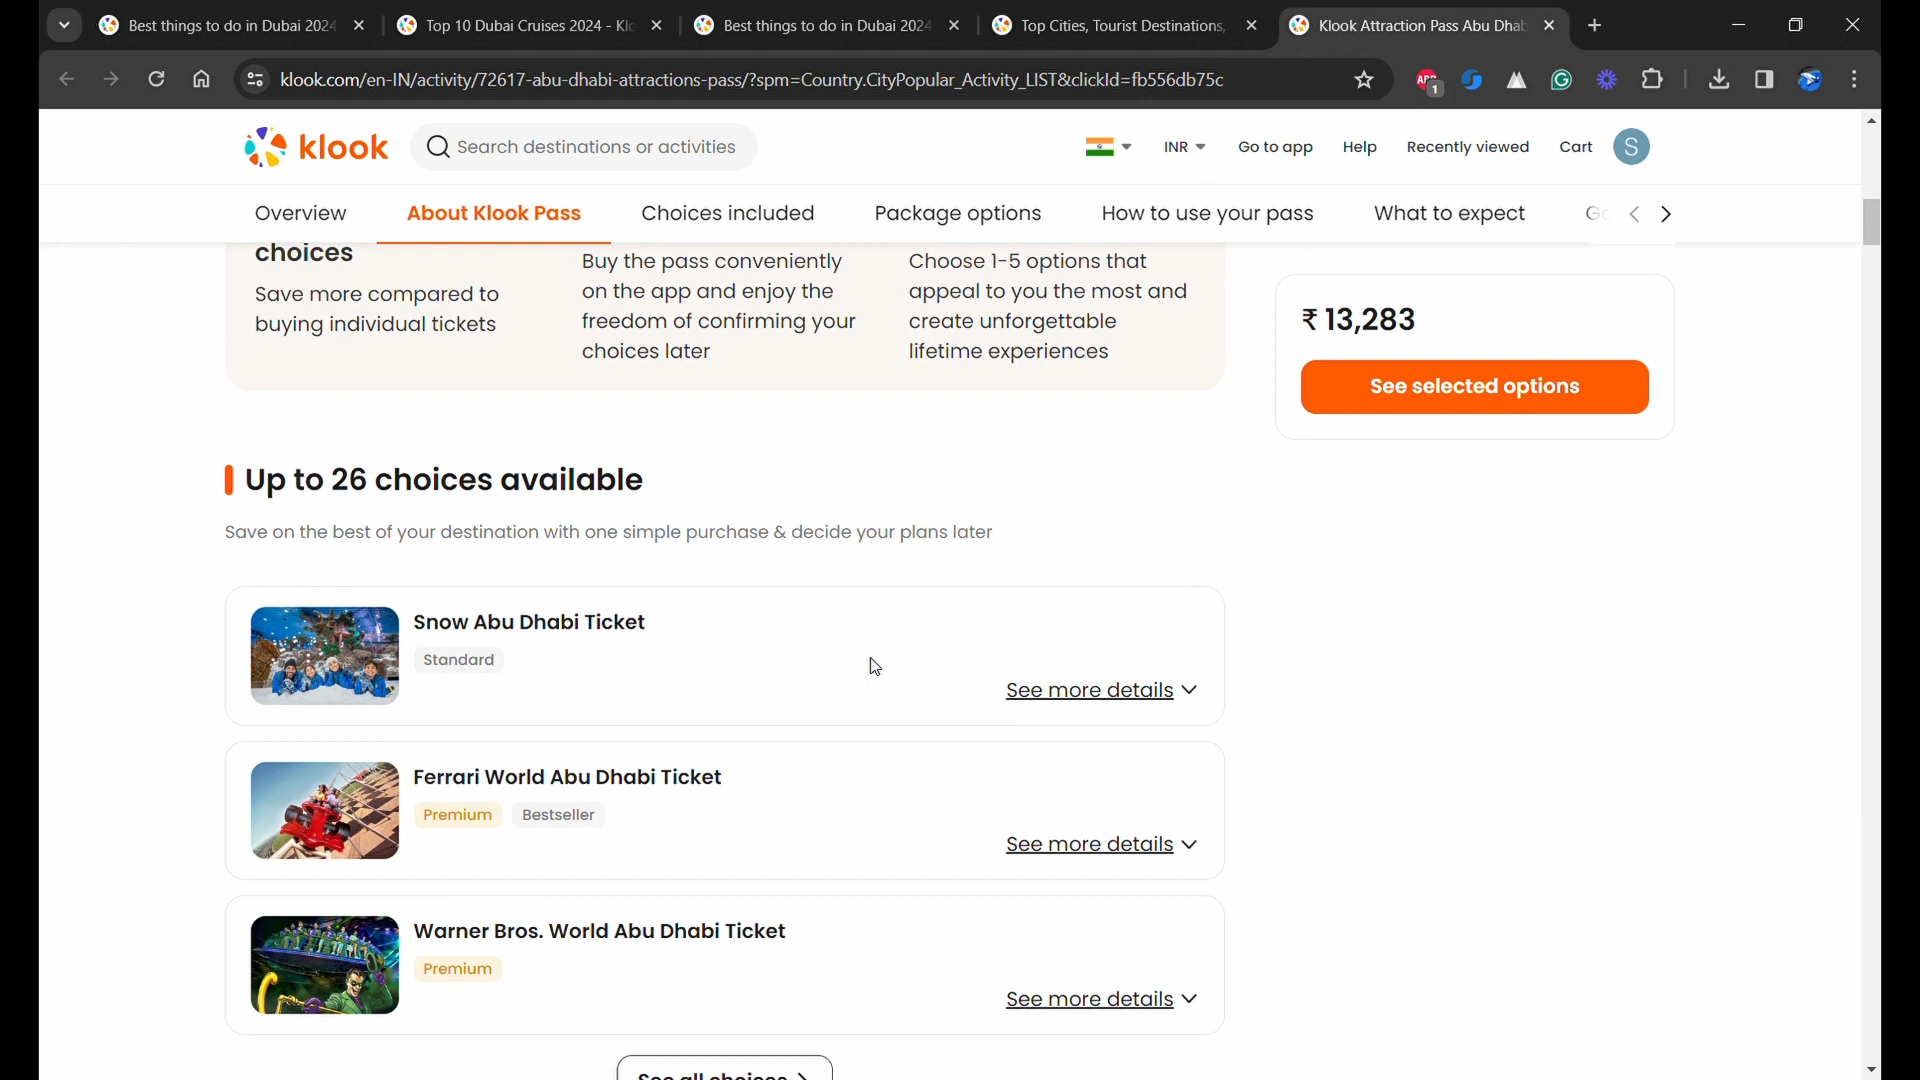 Best things to do in Dubai 2024
Top 10 Dubai Cruises 2024 - Klo
Best things to do in Dubai 2024
Top Cities, Tourist Destinations,
Klook Attraction Pass Abu Dhab
klook.com/en-IN/activity/72617-abu-dhabi-attractions-pass/?spm=Country.CityPopular_Activity_LIST&clickId=fb556db75c
1
klook
Search destinations or activities
INR
Go to app
Help
Recently viewed
Cart
S
Overview
About Klook Pass
Choices included
Package options
How to use your pass
What to expect
choices
Save more compared to
buying individual tickets
Buy the pass conveniently
on the app and enjoy the
freedom of confirming your
choices later
Choose 1-5 options that
appeal to you the most and
create unforgettable
lifetime experiences
₹ 13,283
See selected options
Up to 26 choices available
Save on the best of your destination with one simple purchase & decide your plans later
Snow Abu Dhabi Ticket
Standard
See more details
Ferrari World Abu Dhabi Ticket
Premium
Bestseller
See more details
Warner Bros. World Abu Dhabi Ticket
Premium
See more details
See all choices